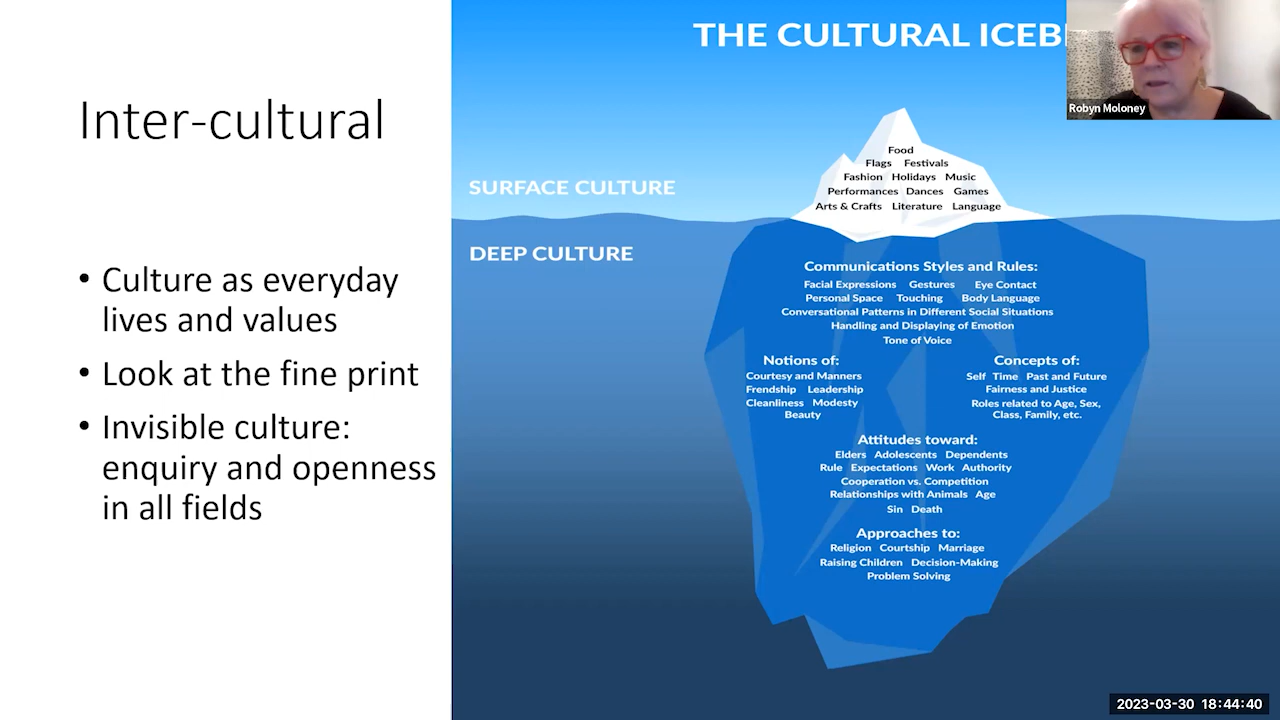 Inter-cultural
• Culture as everyday
lives and values
• Look at the fine print
• Invisible culture:
enquiry and openness
in all fields
THE CULTURAL ICEB
Robyn Moloney
SURFACE CULTURE
Food
Flags Festivals
Fashion Holidays Music
Performances Dances Games
Arts & Crafts Literature Language
DEEP CULTURE
Communications Styles and Rules:
Facial Expressions Gestures Eye Contact
Personal Space Touching Body Language
Conversational Patterns in Different Social Situations
Handling and Displaying of Emotion
Tone of Voice
Notions of:
Courtesy and Manners
Frendship Leadership
Cleanliness Modesty
Beauty
Concepts of:
Self Time Past and Future
Fairness and Justice
Roles related to Age, Sex,
Class, Family, etc.
Attitudes toward:
Elders Adolescents Dependents
Rule Expectations Work Authority
Cooperation vs. Competition
Relationships with Animals Age
Sin Death
Approaches to:
Religion Courtship Marriage
Raising Children Decision-Making
Problem Solving
2023-03-30 18:44:40